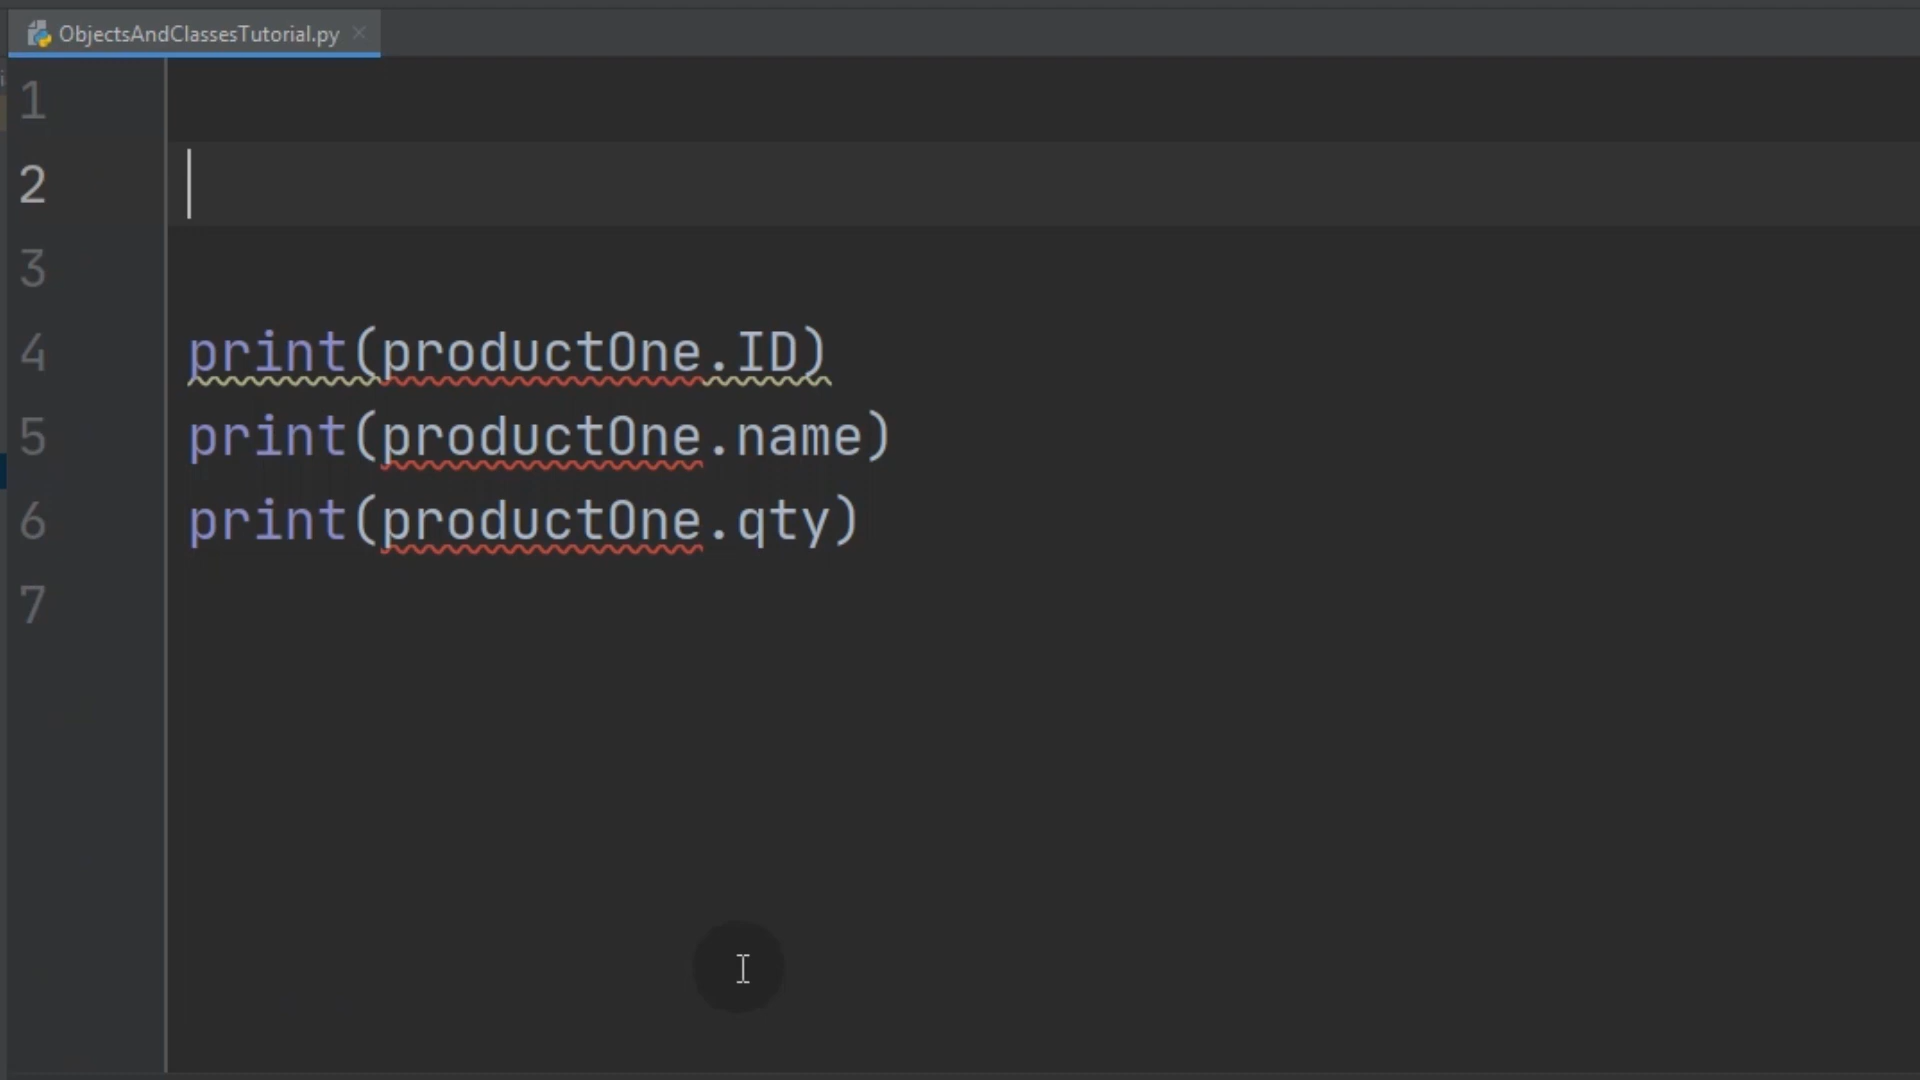 ObjectsAndClassesTutorial.py
1
2
3
4 print(productOne.ID)
5 print(productOne.name)
6 print(productOne.qty)
7